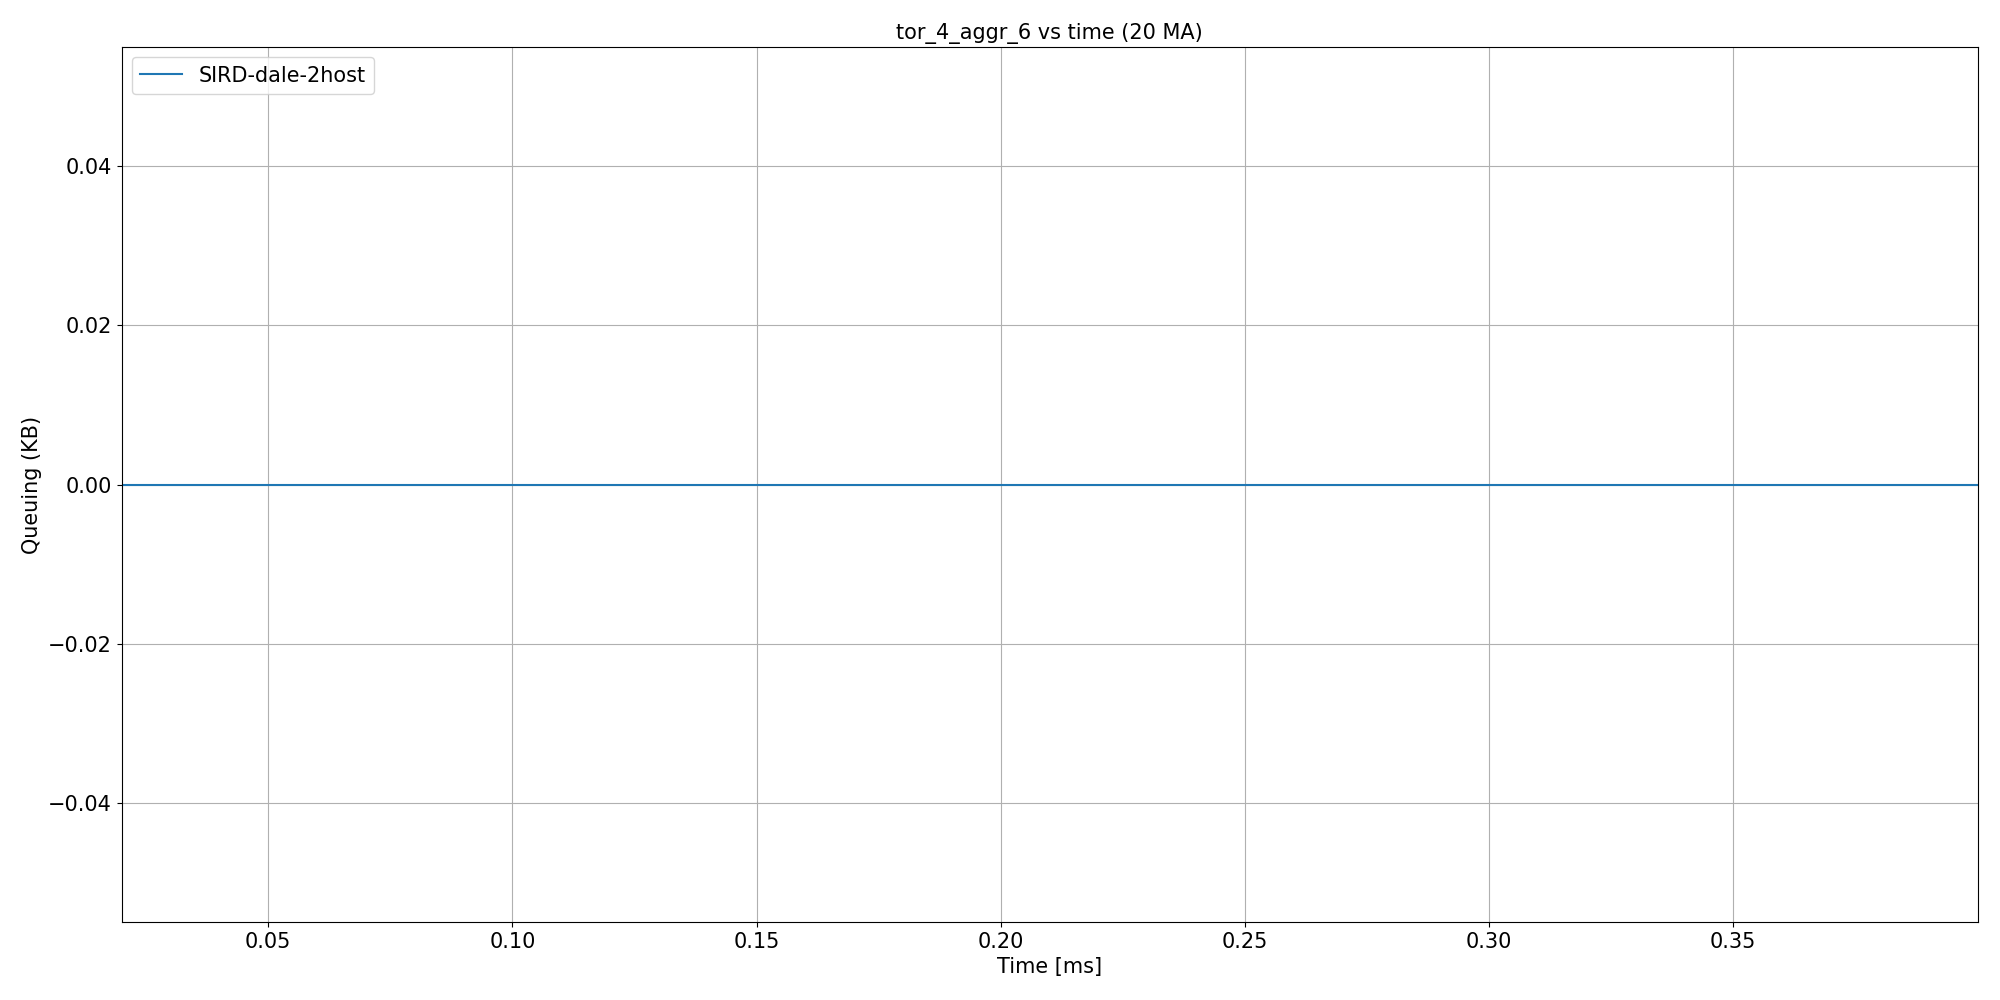 tor_4_aggr_6 vs time (20 MA)
SIRD-dale-2host
0.04
0.02
0.00
−0.02
−0.04
Queuing (KB)
0.05 0.10 0.15 0.20 0.25 0.30 0.35
Time [ms]